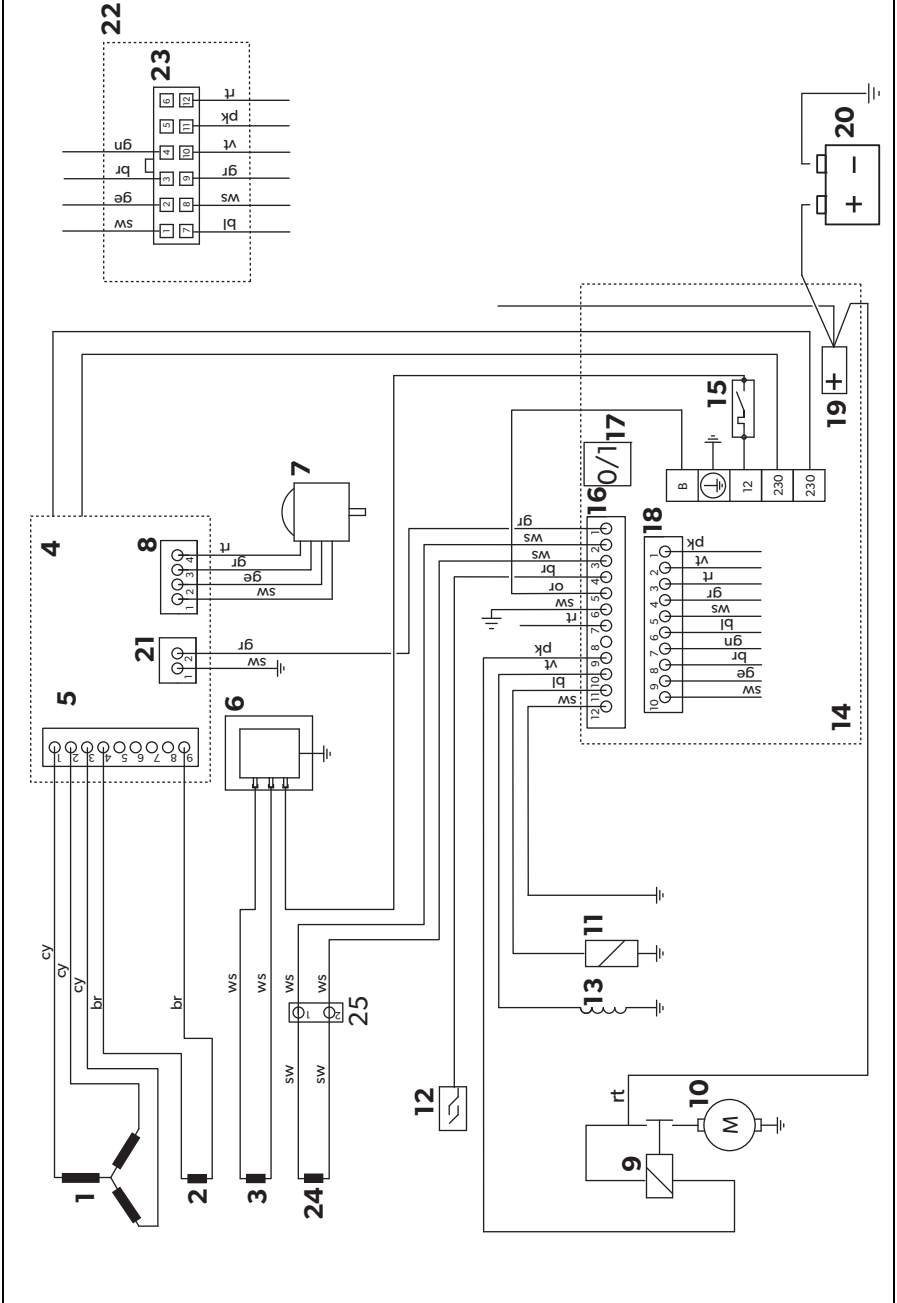 22
23
6 5 4 3 2 1
12 11 10 9 8 7
gn
br
ge
sw
rt
pk
vt
gr
ws
bl
20
+ −
19
+
15
17
0/1
B
12
230
230
16
1 2 3 4 5 6 7 8 9 10 11 12
gr
ws
ws
br
or
sw
rt
pk
vt
bl
sw
18
1 2 3 4 5 6 7 8 9 10
pk
vt
rt
gr
ws
bl
gn
br
ge
sw
14
4
8
4 3 2 1
rt
gr
ge
sw
7
21
2 1
gr
sw
5
1 2 3 4 5 6 7 8 9
6
cy
cy
cy
br
br
ws
ws
ws
ws
25
1 2
sw
sw
1
2
3
24
12
11
13
rt
10
M
9